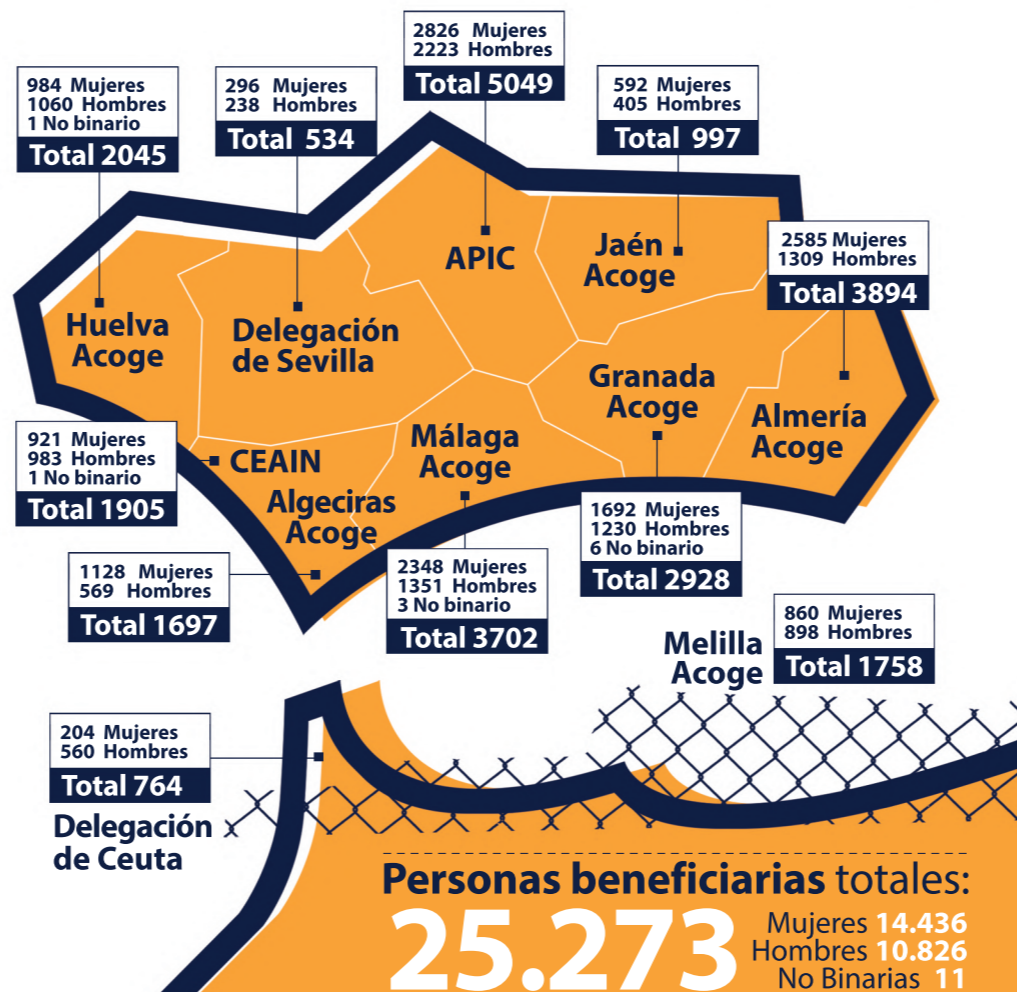 2826 Mujeres
2223 Hombres
Total 5049
984 Mujeres
1060 Hombres
1 No binario
Total 2045
296 Mujeres
238 Hombres
Total 534
592 Mujeres
405 Hombres
Total 997
2585 Mujeres
1309 Hombres
Total 3894
APIC
Jaén
Acoge
Huelva
Acoge
Delegación
de Sevilla
Granada
Acoge
Almería
Acoge
921 Mujeres
983 Hombres
1 No binario
Total 1905
CEAIN
Málaga
Acoge
Algeciras
Acoge
1692 Mujeres
1230 Hombres
6 No binario
Total 2928
1128 Mujeres
569 Hombres
Total 1697
2348 Mujeres
1351 Hombres
3 No binario
Total 3702
Melilla
Acoge
860 Mujeres
898 Hombres
Total 1758
204 Mujeres
560 Hombres
Total 764
Delegación
de Ceuta
Personas beneficiarias totales:
25.273
Mujeres 14.436
Hombres 10.826
No Binarias 11